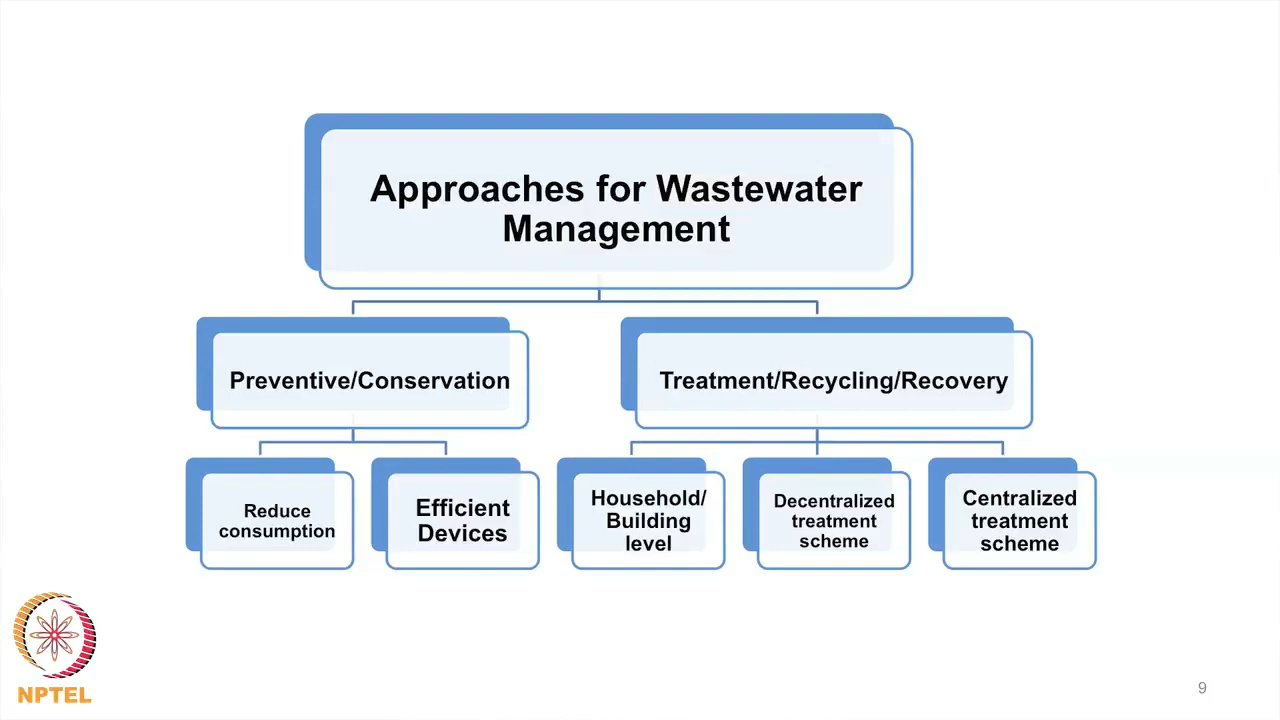 Approaches for Wastewater
Management
Preventive/Conservation
Treatment/Recycling/Recovery
Reduce
consumption
Efficient
Devices
Household/
Building
level
Decentralized
treatment
scheme
Centralized
treatment
scheme
NPTEL
9